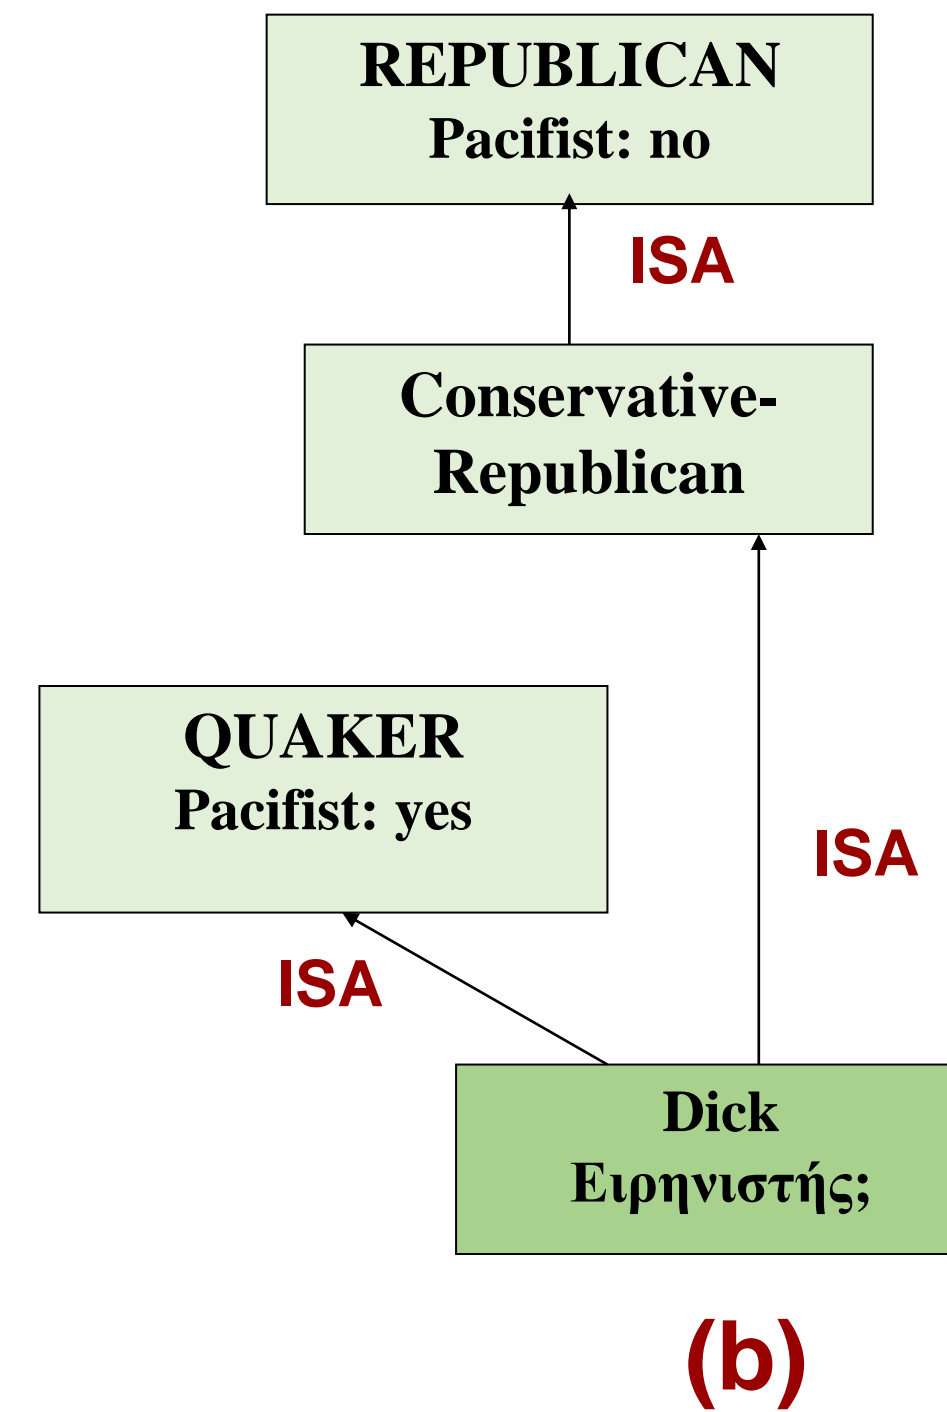 REPUBLICAN
Pacifist: no
ISA
Conservative-
Republican
QUAKER
Pacifist: yes
ISA
ISA
Dick
Ειρηνιστής;
(b)